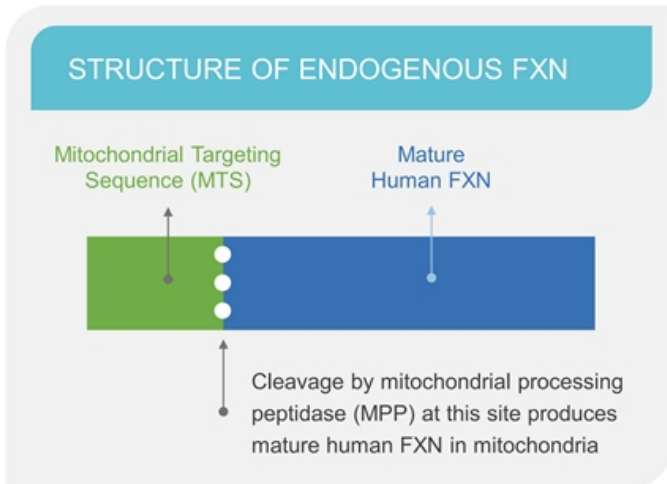 STRUCTURE OF ENDOGENOUS FXN
Mitochondrial Targeting
Sequence (MTS)
Mature
Human FXN
Cleavage by mitochondrial processing
peptidase (MPP) at this site produces
mature human FXN in mitochondria